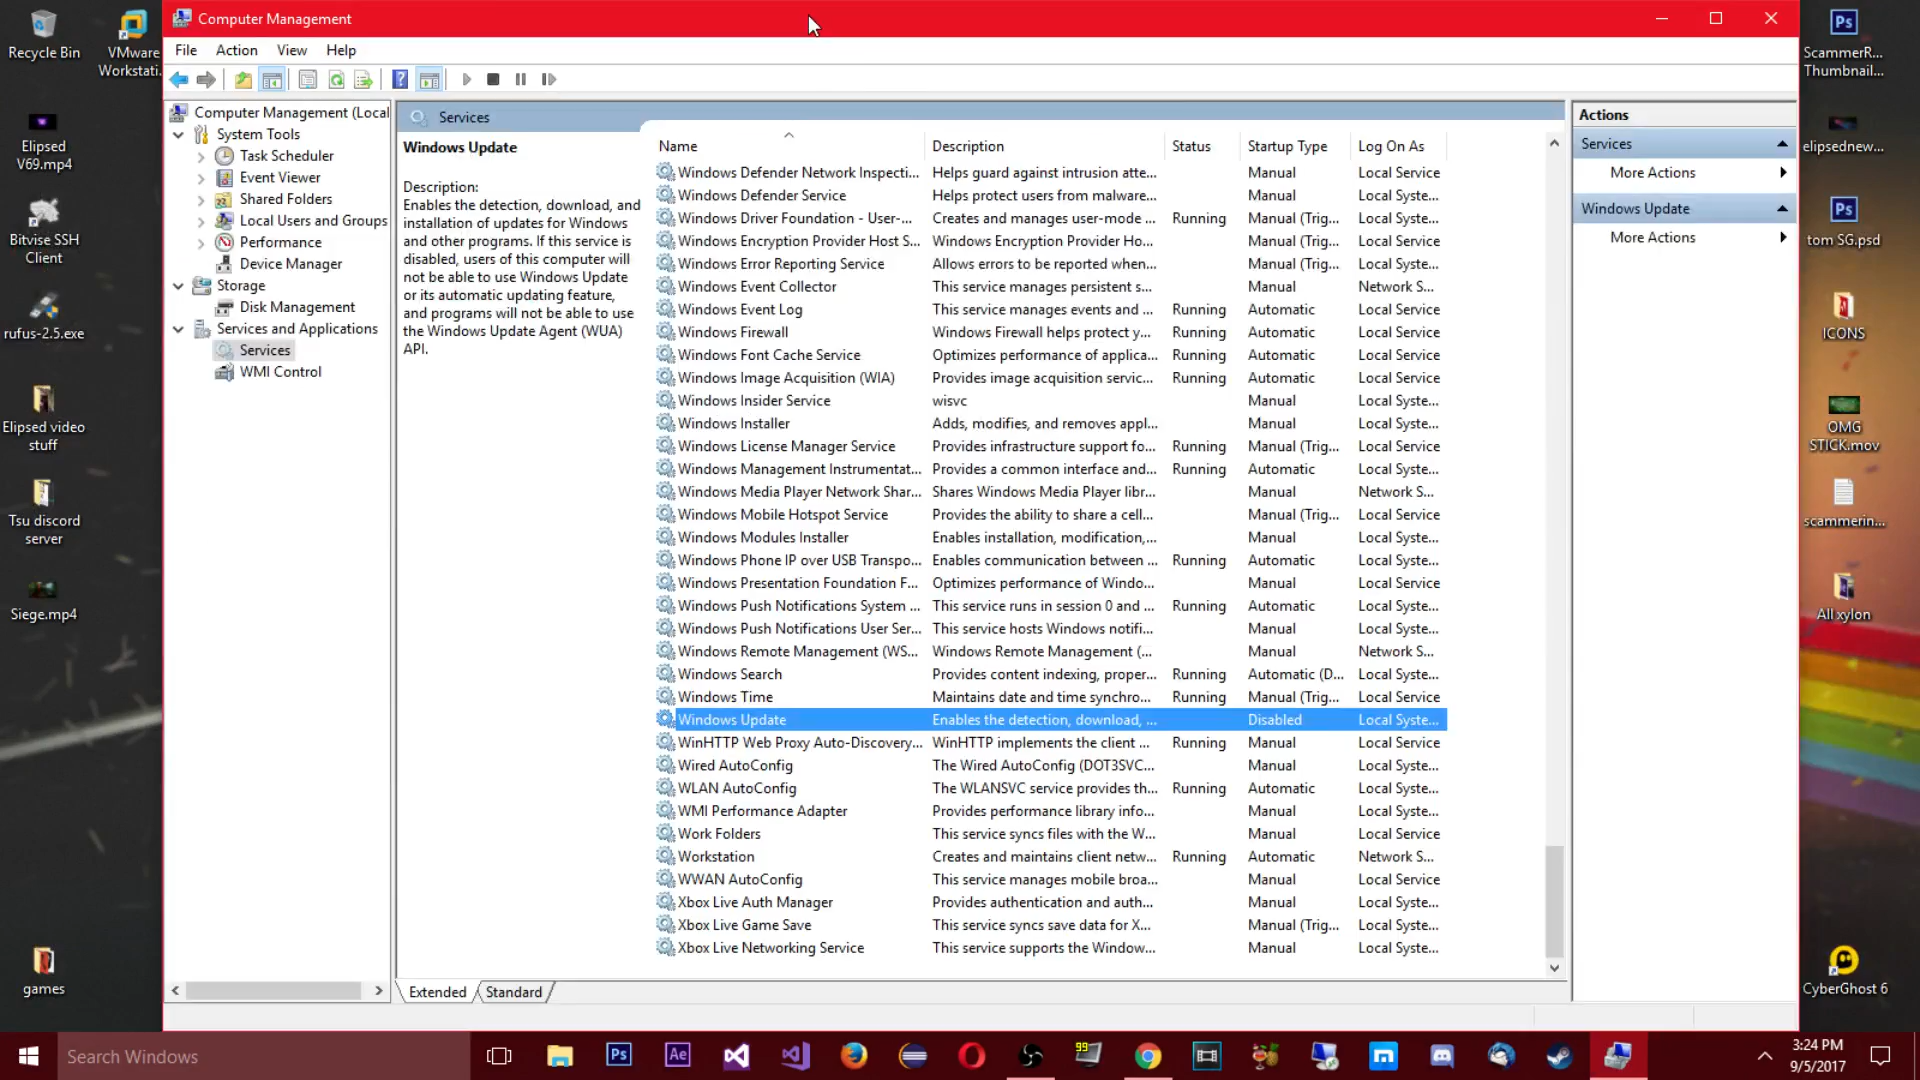 Computer Management
File Action View Help
Recycle Bin
VMware
Workstati...
Elipsed
V69.mp4
Bitvise SSH
Client
rufus-2.5.exe
Elipsed video
stuff
Tsu discord
server
Siege.mp4
games
Computer Management (Local
System Tools
Task Scheduler
Event Viewer
Shared Folders
Local Users and Groups
Performance
Device Manager
Storage
Disk Management
Services and Applications
Services
WMI Control
Services
Windows Update
Description:
Enables the detection, download, and
installation of updates for Windows
and other programs. If this service is
disabled, users of this computer will
not be able to use Windows Update
or its automatic updating feature,
and programs will not be able to use
the Windows Update Agent (WUA)
API.
Name Description Status Startup Type Log On As
Windows Defender Network Inspecti... Helps guard against intrusion atte... Manual Local Service
Windows Defender Service Helps protect users from malware... Manual Local Syste...
Windows Driver Foundation - User-... Creates and manages user-mode ... Running Manual (Trig... Local Syste...
Windows Encryption Provider Host S... Windows Encryption Provider Ho... Manual (Trig... Local Service
Windows Error Reporting Service Allows errors to be reported when... Manual (Trig... Local Syste...
Windows Event Collector This service manages persistent s... Manual Network S...
Windows Event Log This service manages events and ... Running Automatic Local Service
Windows Firewall Windows Firewall helps protect y... Running Automatic Local Service
Windows Font Cache Service Optimizes performance of applica... Running Automatic Local Service
Windows Image Acquisition (WIA) Provides image acquisition servic... Running Automatic Local Service
Windows Insider Service wisvc Manual Local Syste...
Windows Installer Adds, modifies, and removes appl... Manual Local Syste...
Windows License Manager Service Provides infrastructure support fo... Running Manual (Trig... Local Service
Windows Management Instrumentat... Provides a common interface and... Running Automatic Local Syste...
Windows Media Player Network Shar... Shares Windows Media Player libr... Manual Network S...
Windows Mobile Hotspot Service Provides the ability to share a cell... Manual (Trig... Local Service
Windows Modules Installer Enables installation, modification,... Manual Local Syste...
Windows Phone IP over USB Transpo... Enables communication between ... Running Automatic Local Syste...
Windows Presentation Foundation F... Optimizes performance of Windo... Manual Local Service
Windows Push Notifications System ... This service runs in session 0 and ... Running Automatic Local Syste...
Windows Push Notifications User Ser... This service hosts Windows notifi... Manual Local Syste...
Windows Remote Management (WS... Windows Remote Management (... Manual Network S...
Windows Search Provides content indexing, proper... Running Automatic (D... Local Syste...
Windows Time Maintains date and time synchro... Running Manual (Trig... Local Service
Windows Update Enables the detection, download, ... Disabled Local Syste...
WinHTTP Web Proxy Auto-Discovery... WinHTTP implements the client ... Running Manual Local Service
Wired AutoConfig The Wired AutoConfig (DOT3SVC... Manual Local Syste...
WLAN AutoConfig The WLANSVC service provides th... Running Automatic Local Syste...
WMI Performance Adapter Provides performance library info... Manual Local Syste...
Work Folders This service syncs files with the W... Manual Local Service
Workstation Creates and maintains client netw... Running Automatic Network S...
WWAN AutoConfig This service manages mobile broa... Manual Local Service
Xbox Live Auth Manager Provides authentication and auth... Manual Local Syste...
Xbox Live Game Save This service syncs save data for X... Manual (Trig... Local Syste...
Xbox Live Networking Service This service supports the Window... Manual Local Syste...
Extended Standard
Actions
Services
More Actions
Windows Update
More Actions
Ps
ScammerR...
Thumbnail...
elipsednew...
Ps
tom SG.psd
ICONS
OMG
STICK.mov
scammerin...
All xylon
CyberGhost 6
Search Windows
Ps
Ae
99
3:24 PM
9/5/2017